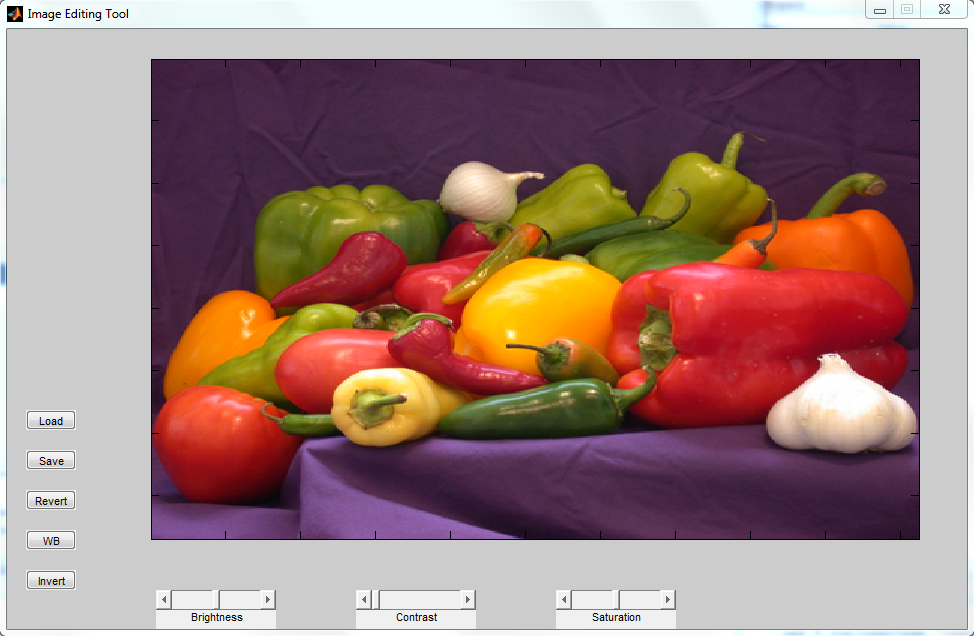 Image Editing Tool
Load
Save
Revert
WB
Invert
Brightness
Contrast
Saturation